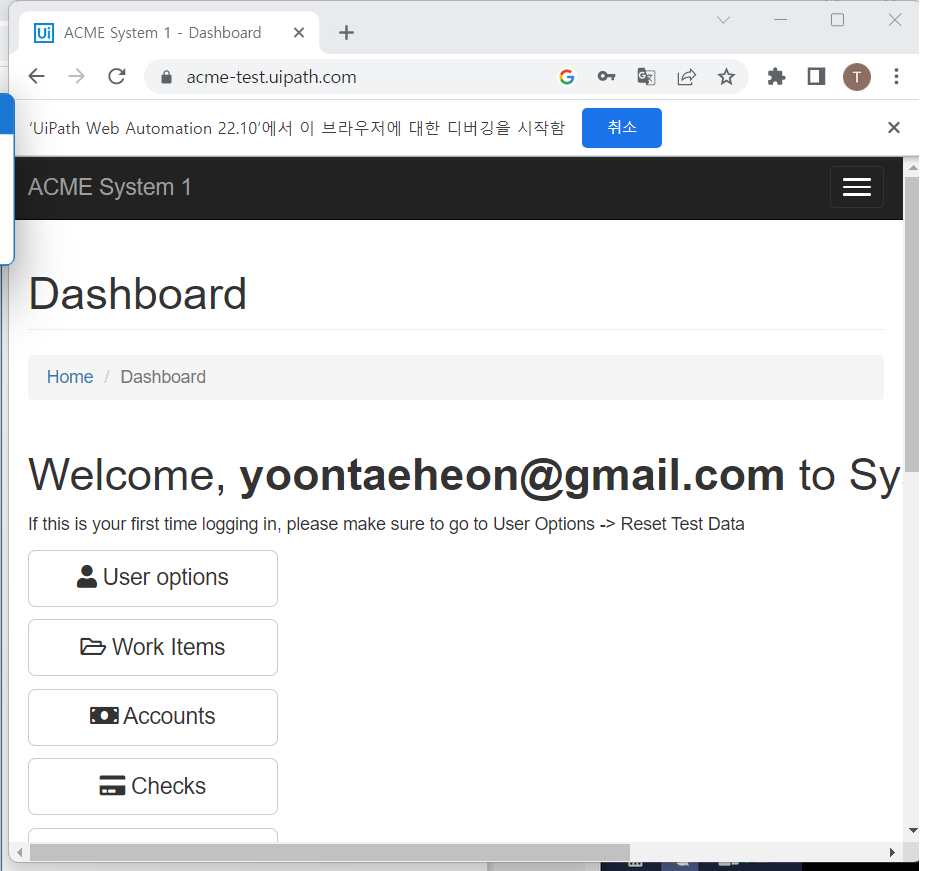 Ui ACME System 1 - Dashboard
acme-test.uipath.com T
'UiPath Web Automation 22.10'에서 이 브라우저에 대한 디버깅을 시작함 취소
ACME System 1
Dashboard
Home / Dashboard
Welcome, yoontaeheon@gmail.com to Sy
If this is your first time logging in, please make sure to go to User Options -> Reset Test Data
User options
Work Items
Accounts
Checks